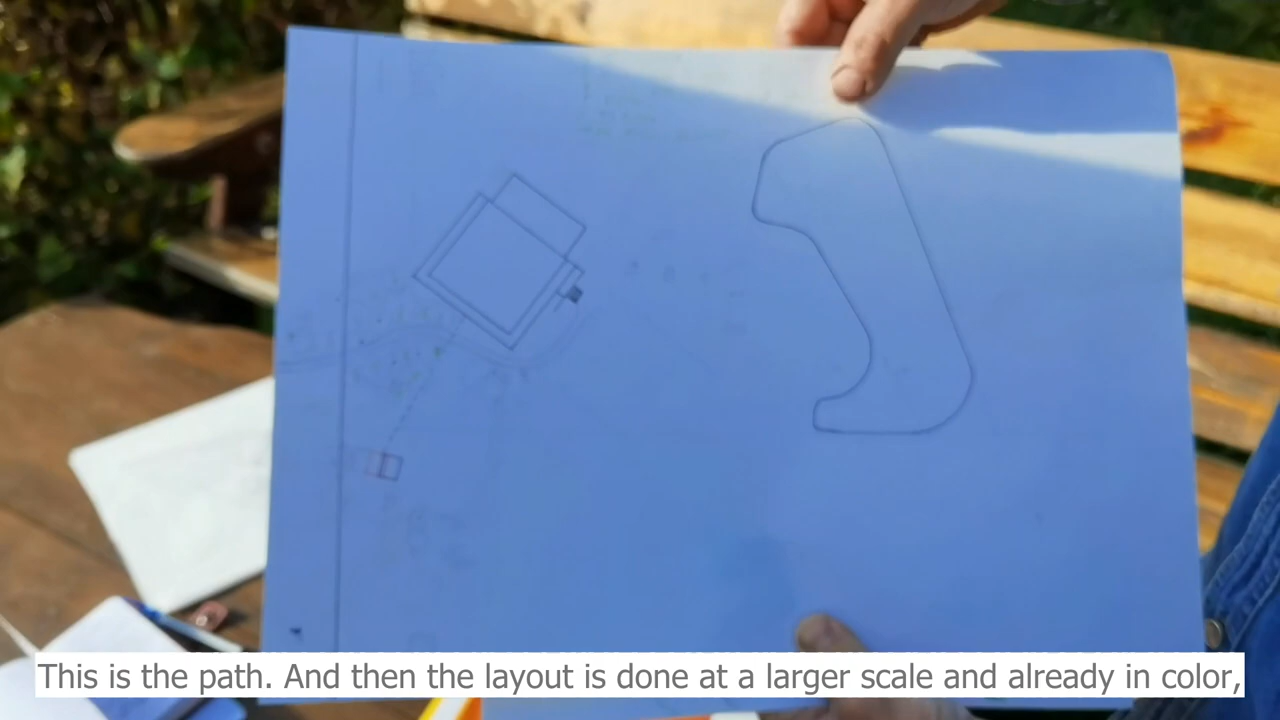 This is the path. And then the layout is done at a larger scale and already in color,